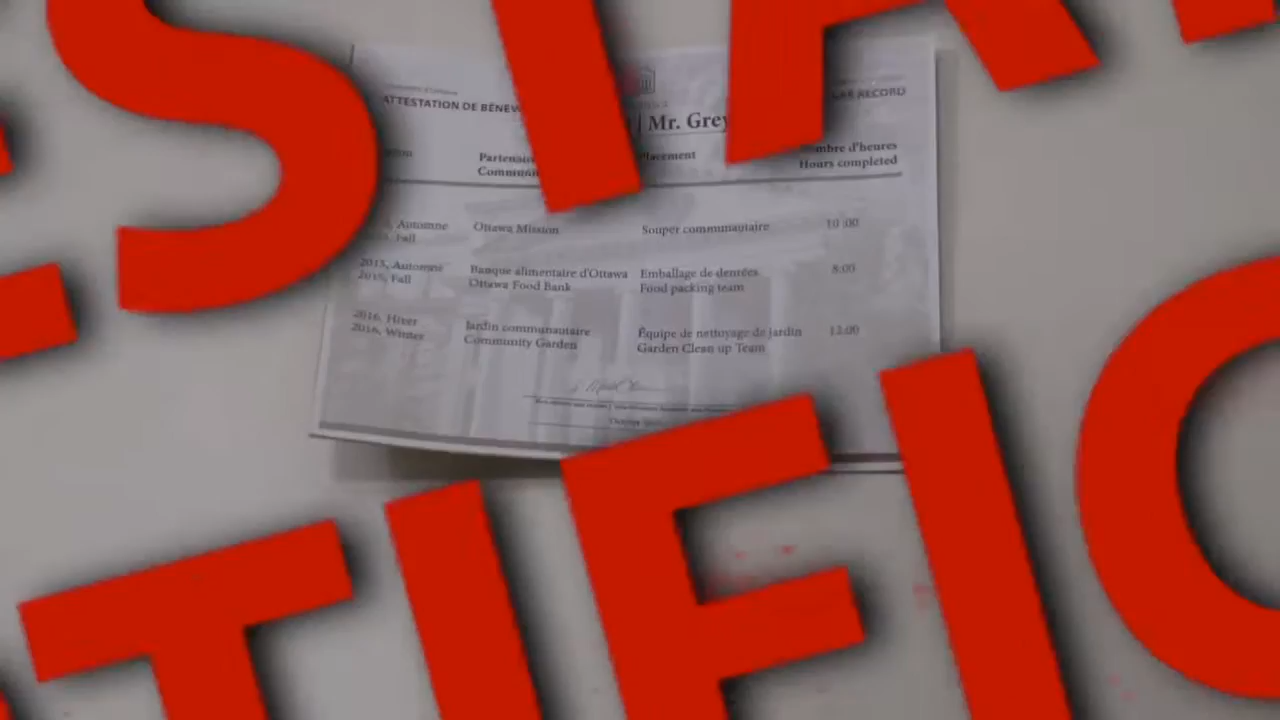 ESTA
ATTESTATION DE BÉNÉV
RECORD
| Mr. Grey
Partenair
Commun
lacement
mbre d'heures
Hours completed
Automne
Fall
Ottawa Mission
Souper communautaire
10:00
2015, Automne
2015, Fall
Banque alimentaire d'Ottawa
Ottawa Food Bank
Emballage de denrées
Food packing team
8:00
2016, Hiver
2016, Winter
Jardin communautaire
Community Garden
Équipe de nettoyage de jardin
Garden Clean up Team
12:00
TIFIC